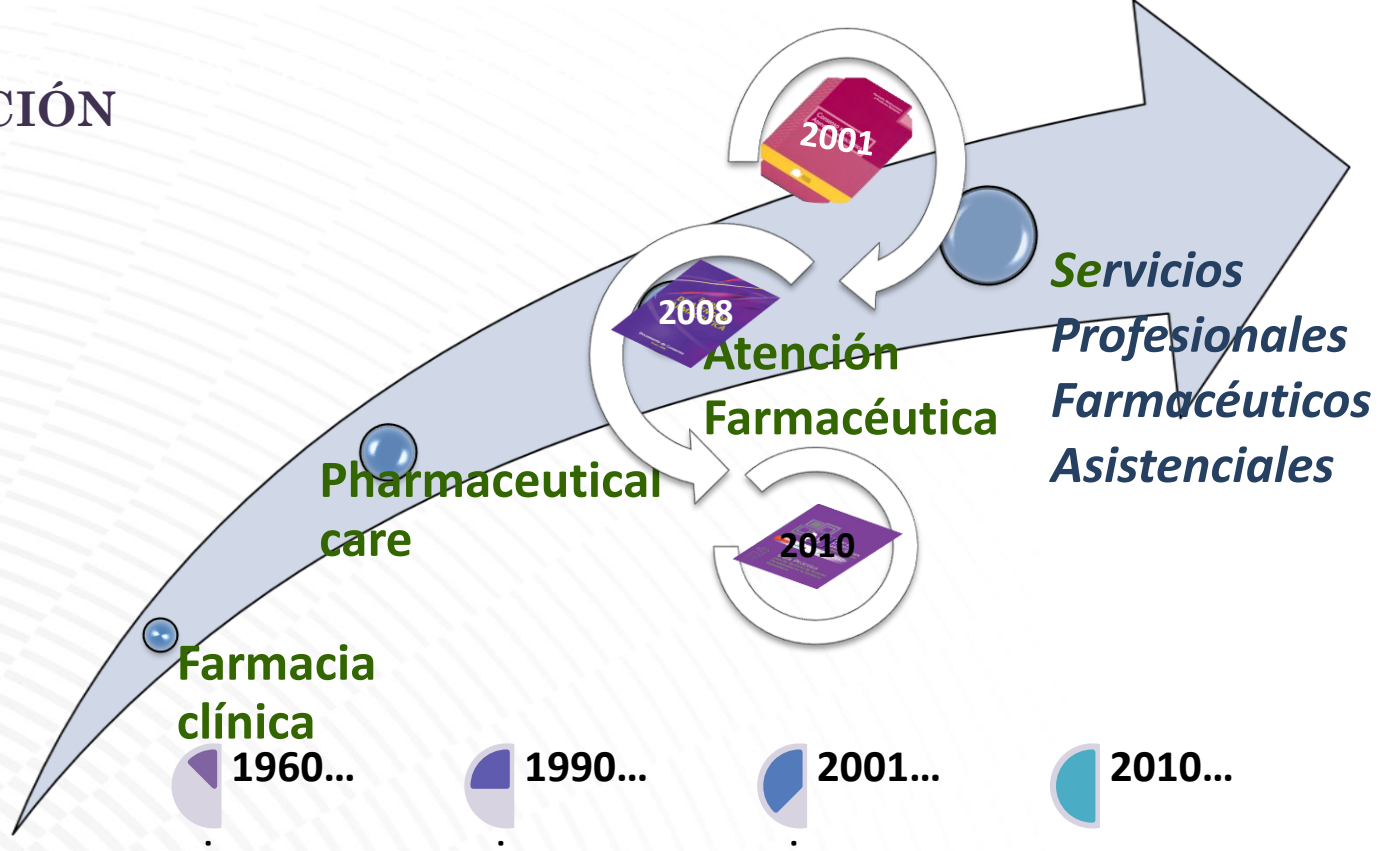 CIÓN
2001
2008
Atención
Farmacéutica
Servicios
Profesionales
Farmacéuticos
Asistenciales
Pharmaceutical
care
2010
Farmacia
clínica
1960...
1990...
2001...
2010...